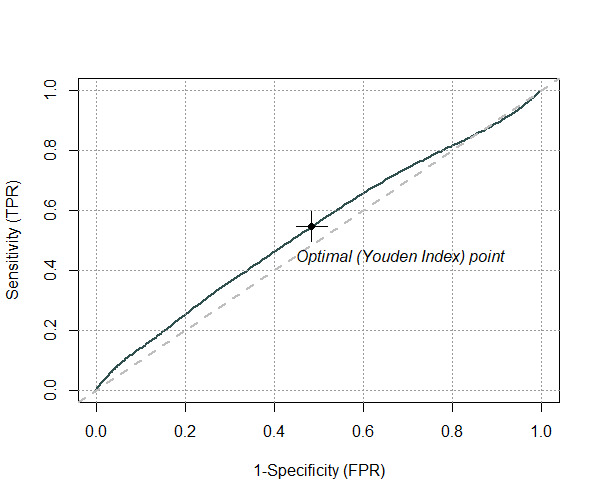 Sensitivity (TPR)
1.0
0.8
0.6
0.4
0.2
0.0
Optimal (Youden Index) point
0.0 0.2 0.4 0.6 0.8 1.0
1-Specificity (FPR)